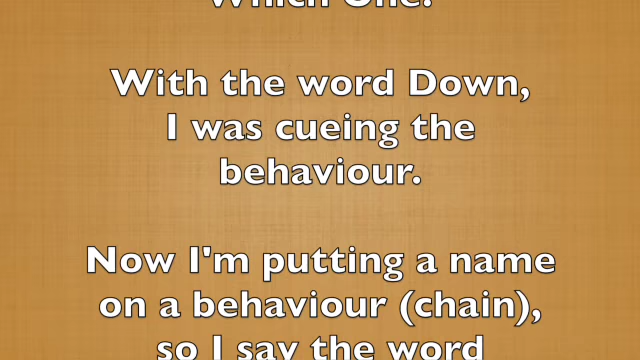 Which One.
With the word Down,
I was cueing the
behaviour.
Now I'm putting a name
on a behaviour (chain),
so I say the word